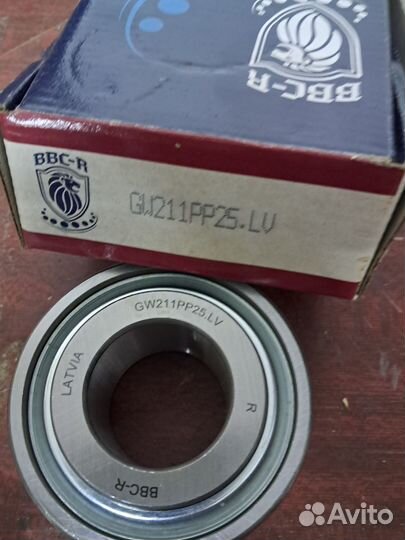 BBC-R
BBC-R
GW211PP25.LV
GW211PP25.LV
LATVIA
R
BBC-R
Avito